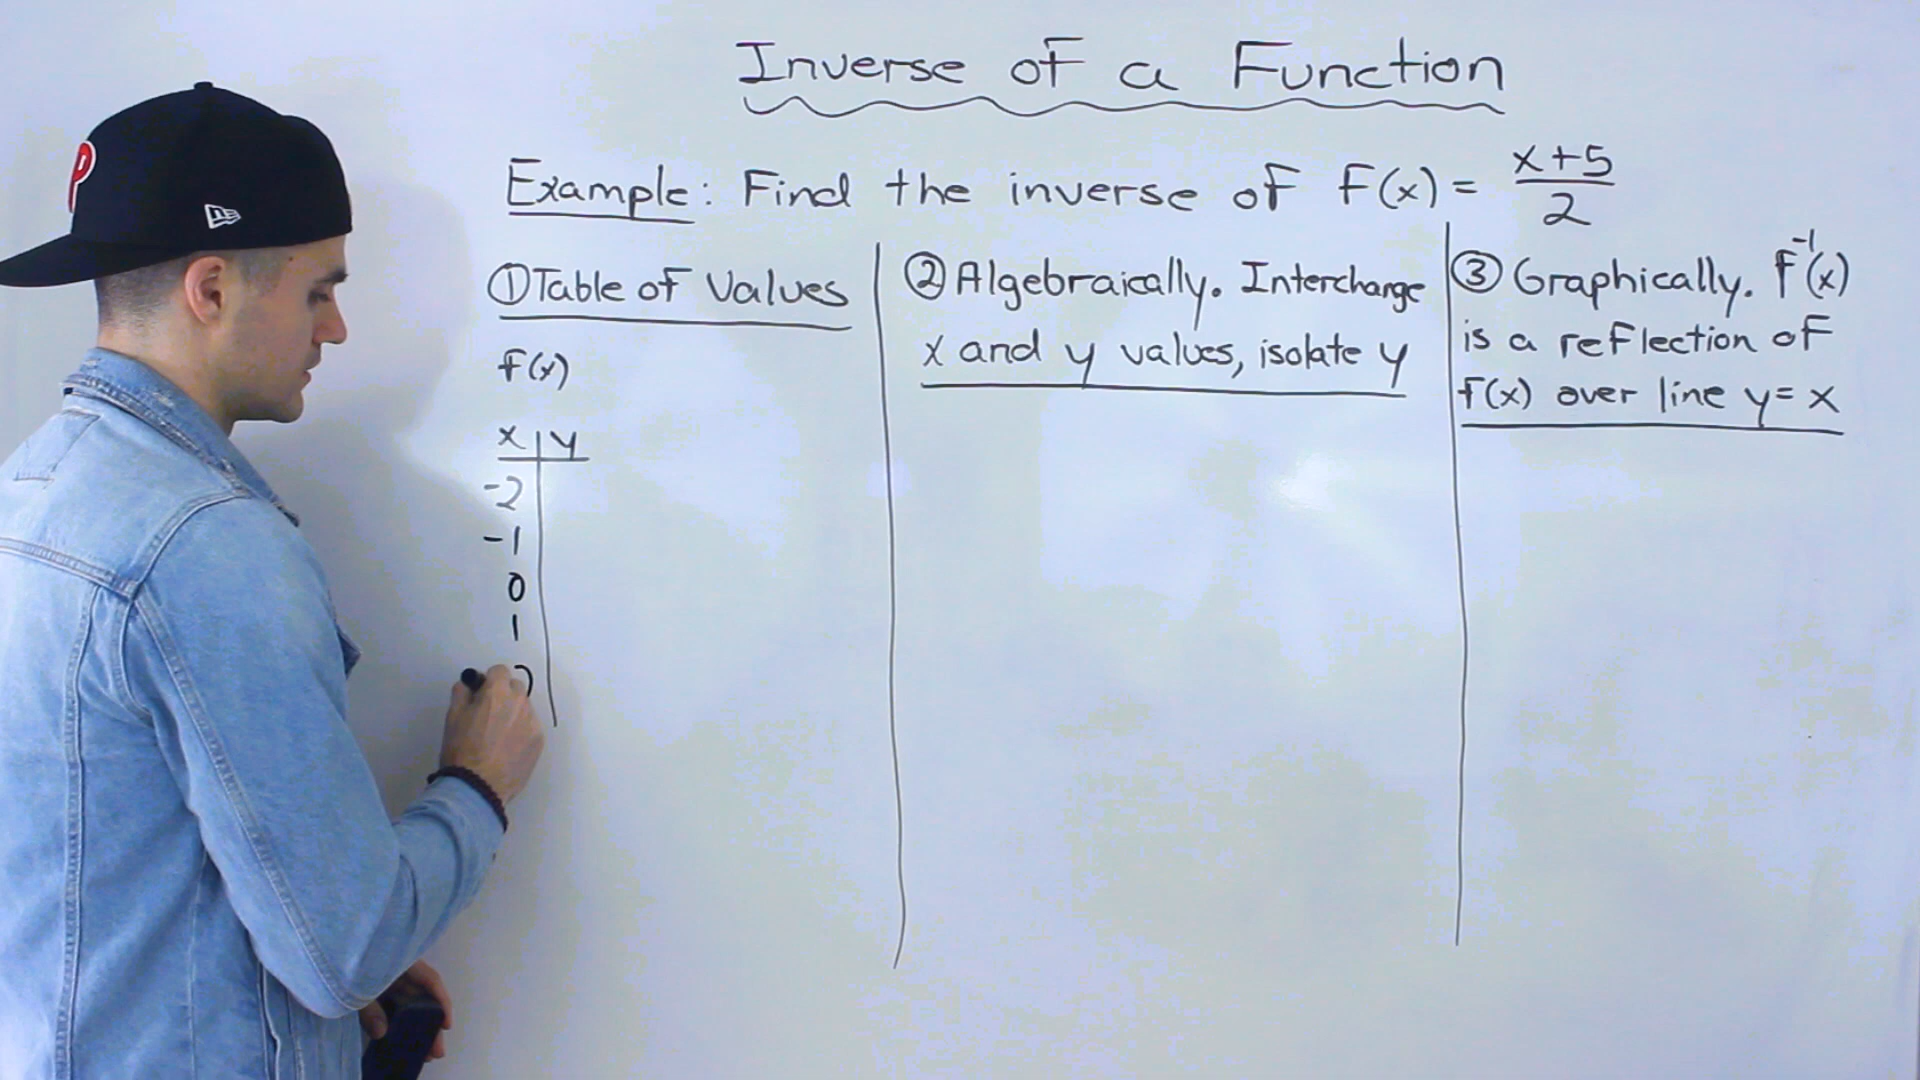 Inverse of a Function
Example: Find the inverse of f(x) = x+5
2
① Table of Values
f(x)
x | y
-2
-1
0
1
② Algebraically. Interchange
x and y values, isolate y
③ Graphically. f⁻¹(x)
is a reflection of
f(x) over line y = x
P